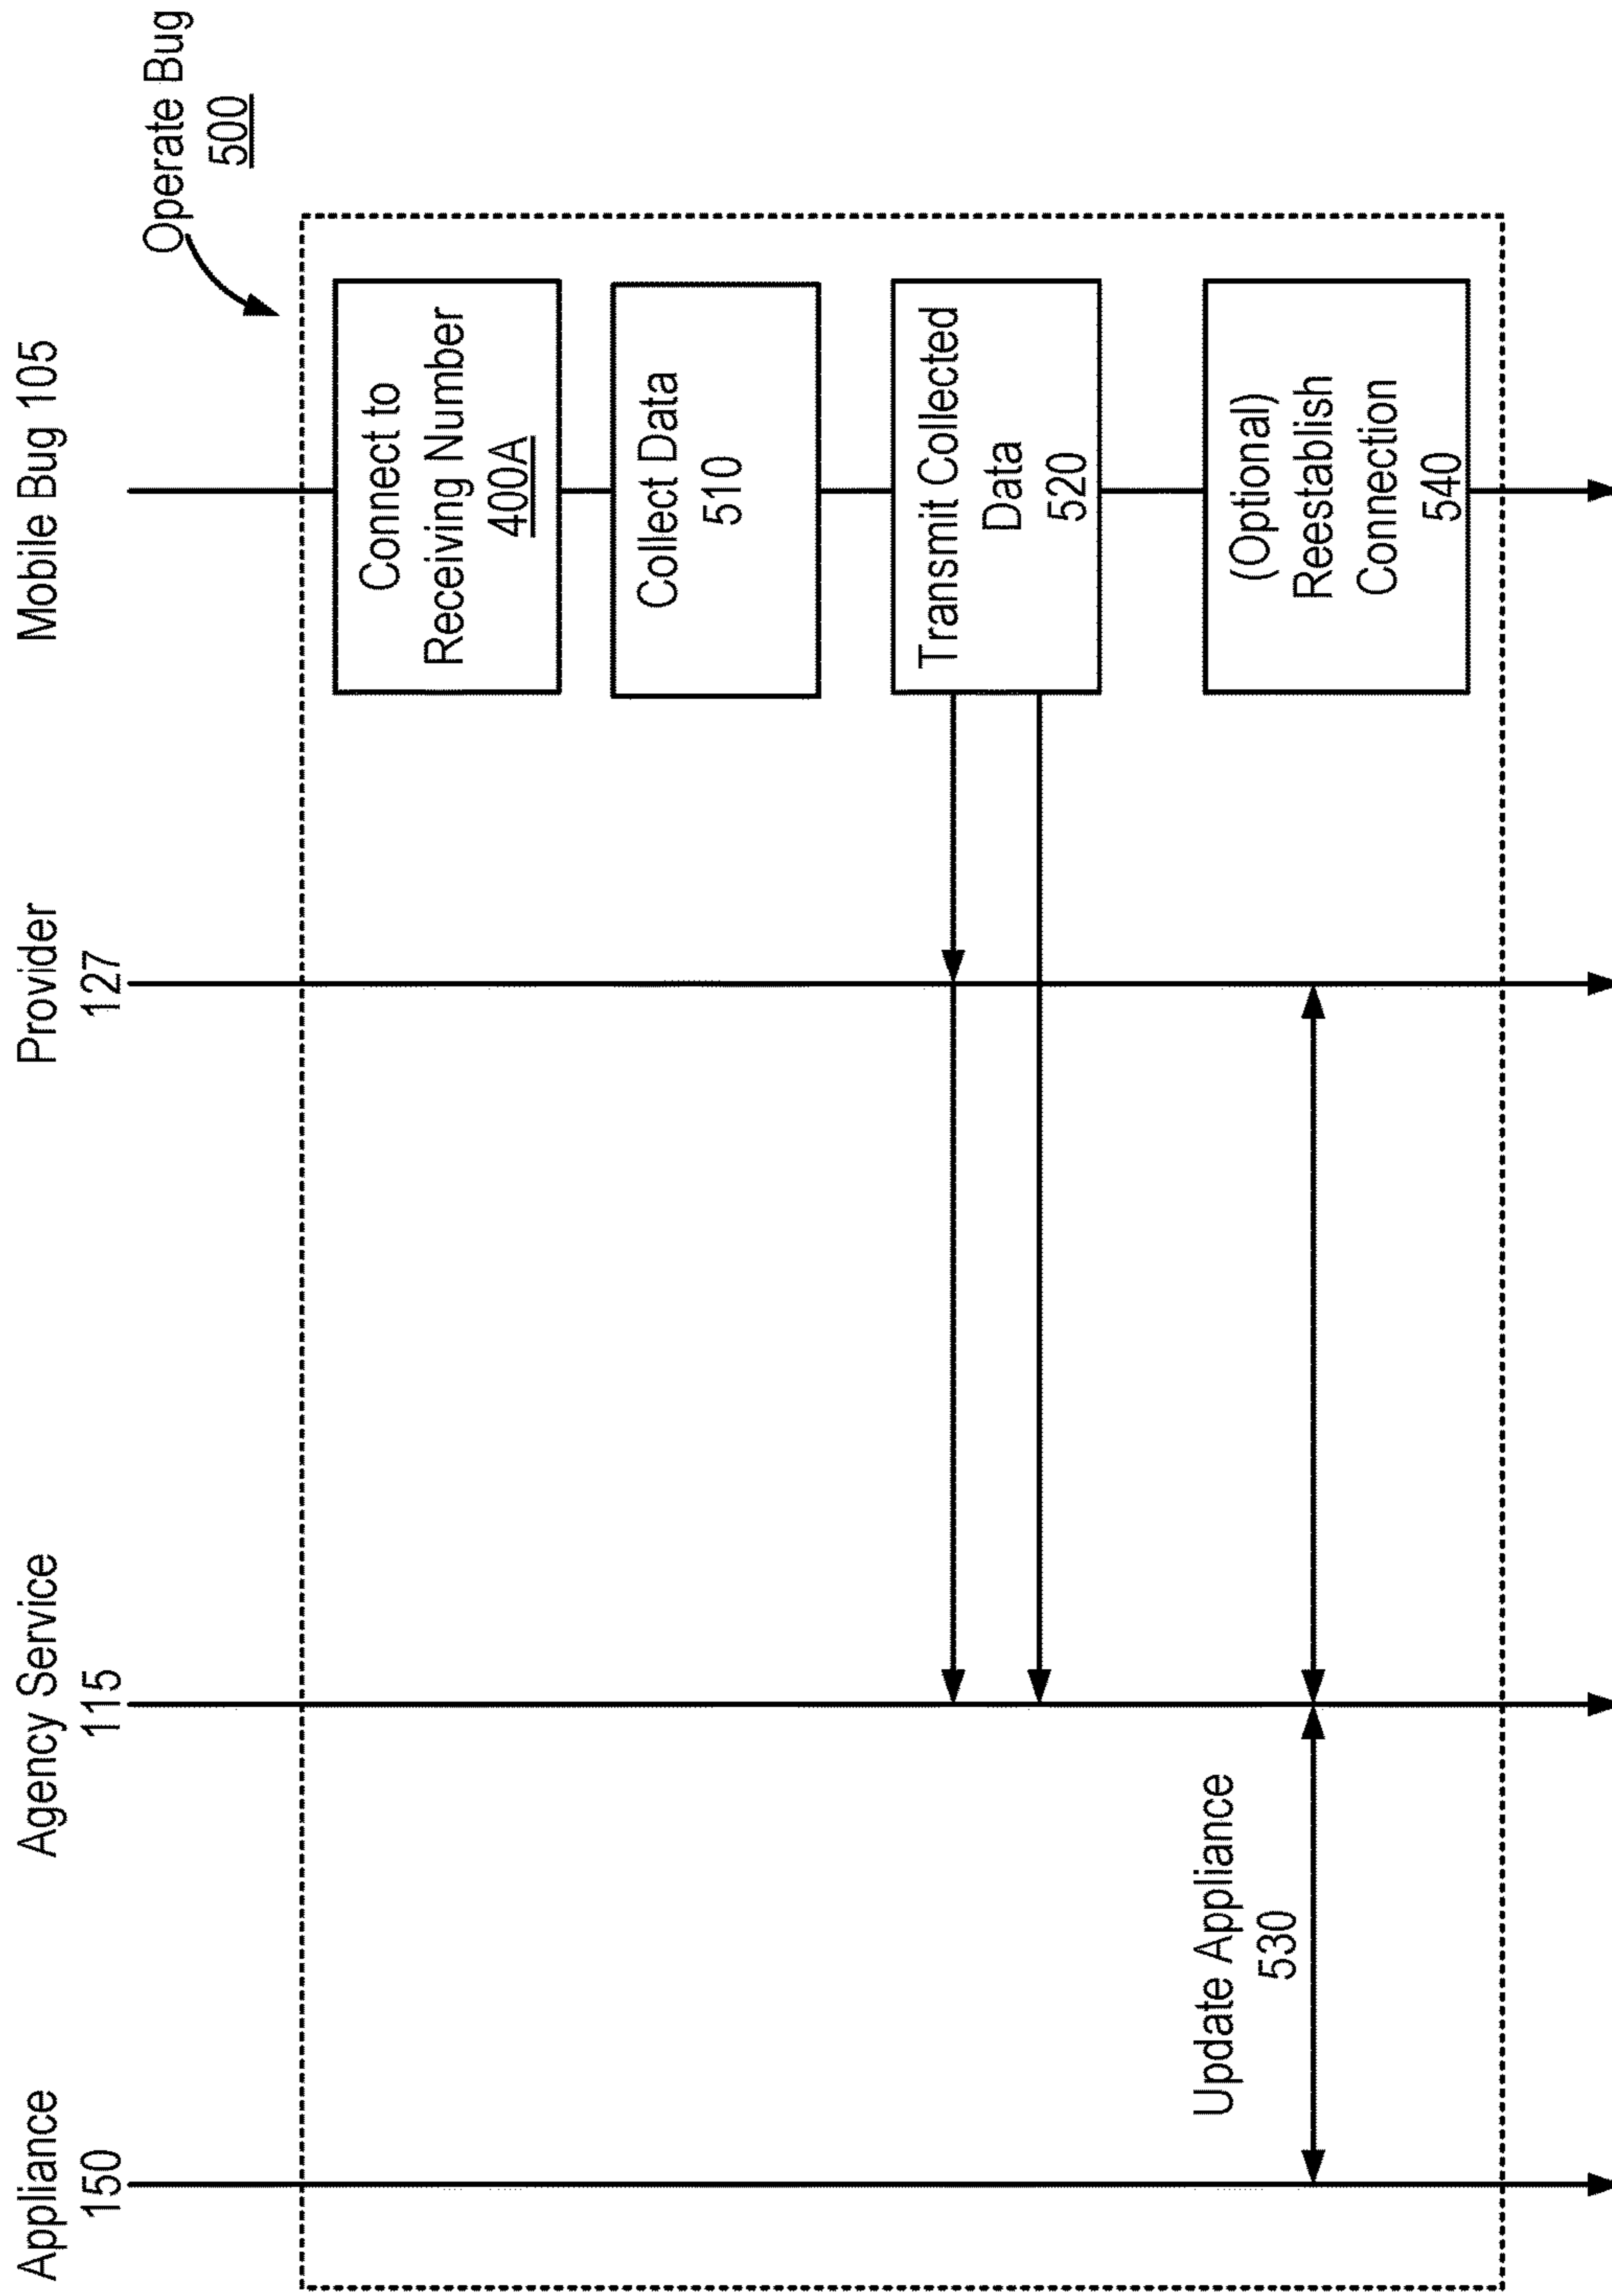 Operate Bug
500
Appliance
150
Agency Service
115
Provider
127
Mobile Bug 105
Connect to
Receiving Number
400A
Collect Data
510
Transmit Collected
Data
520
Update Appliance
530
(Optional)
Reestablish
Connection
540